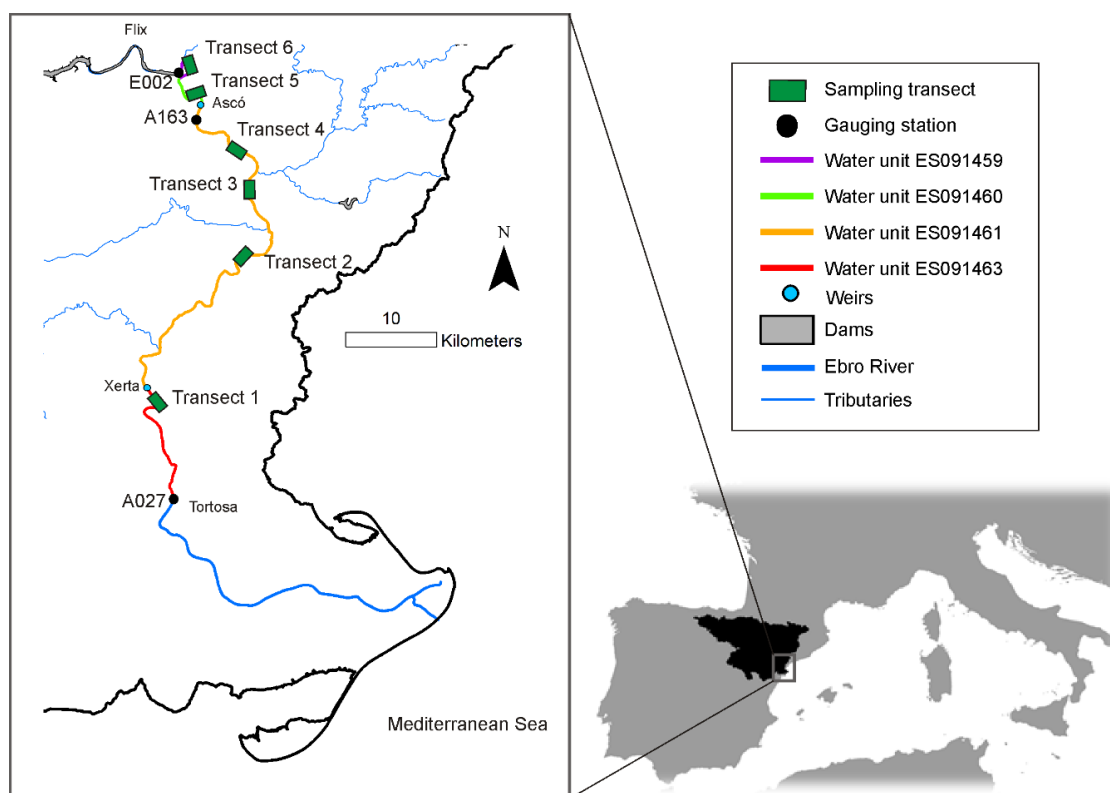 Flix
Transect 6
E002
Transect 5
Ascó
A163
Transect 4
Transect 3
Transect 2
N
10
Kilometers
Xerta
Transect 1
A027
Tortosa
Mediterranean Sea
Sampling transect
Gauging station
Water unit ES091459
Water unit ES091460
Water unit ES091461
Water unit ES091463
Weirs
Dams
Ebro River
Tributaries